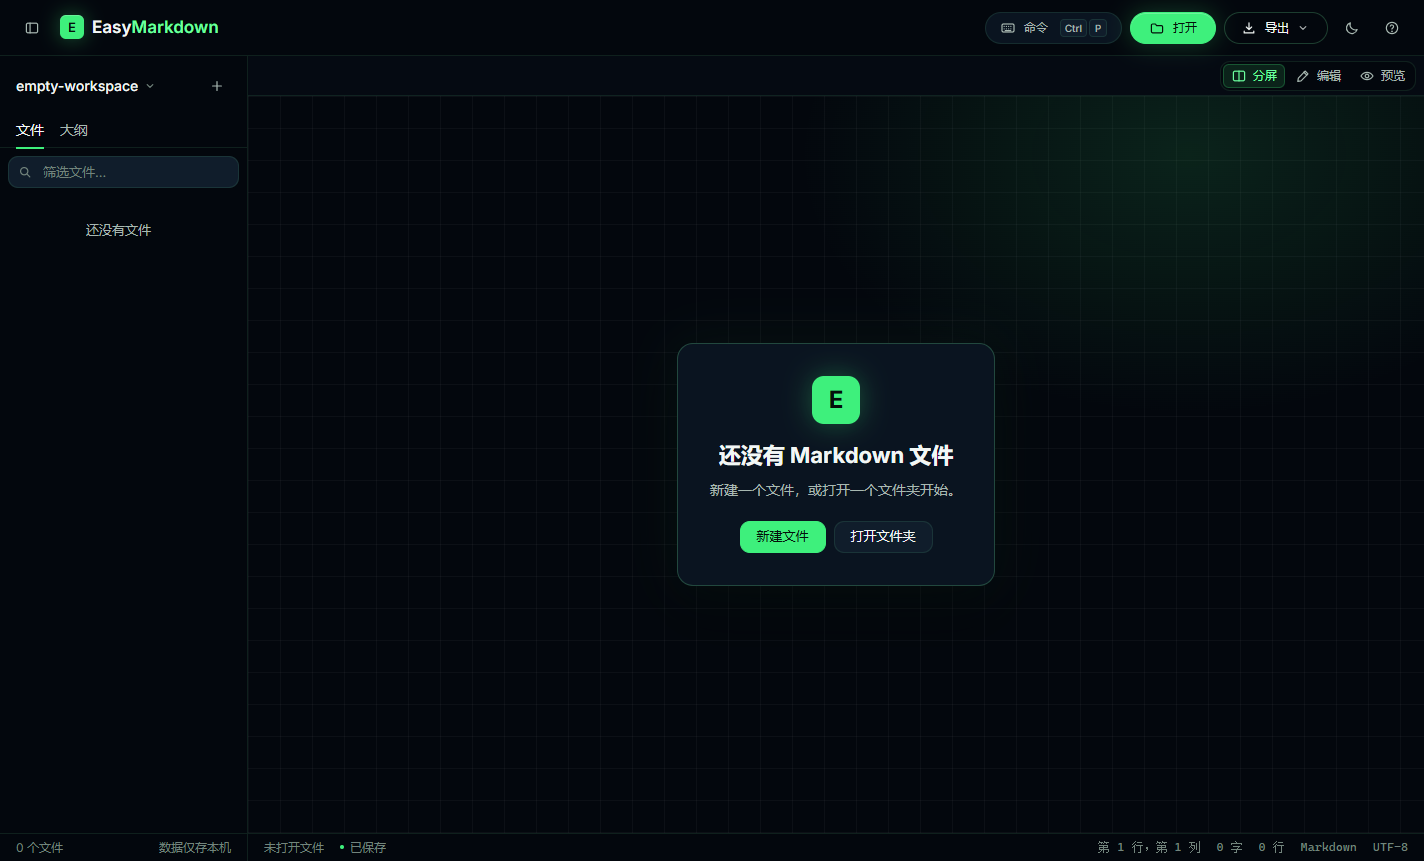 E EasyMarkdown 命令 Ctrl P 打开 导出
empty-workspace
分屏 编辑 预览
文件 大纲
筛选文件...
还没有文件
E
还没有 Markdown 文件
新建一个文件，或打开一个文件夹开始。
新建文件 打开文件夹
0 个文件 数据仅存本机 未打开文件 已保存 第 1 行，第 1 列 0 字 0 行 Markdown UTF-8